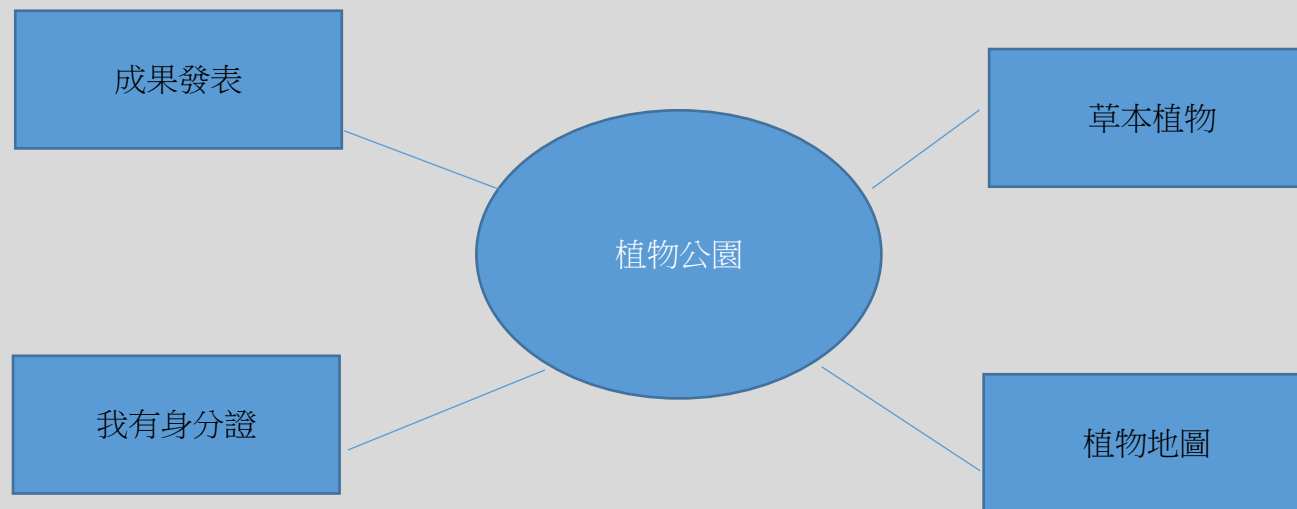 成果發表
草本植物
植物公園
我有身分證
植物地圖